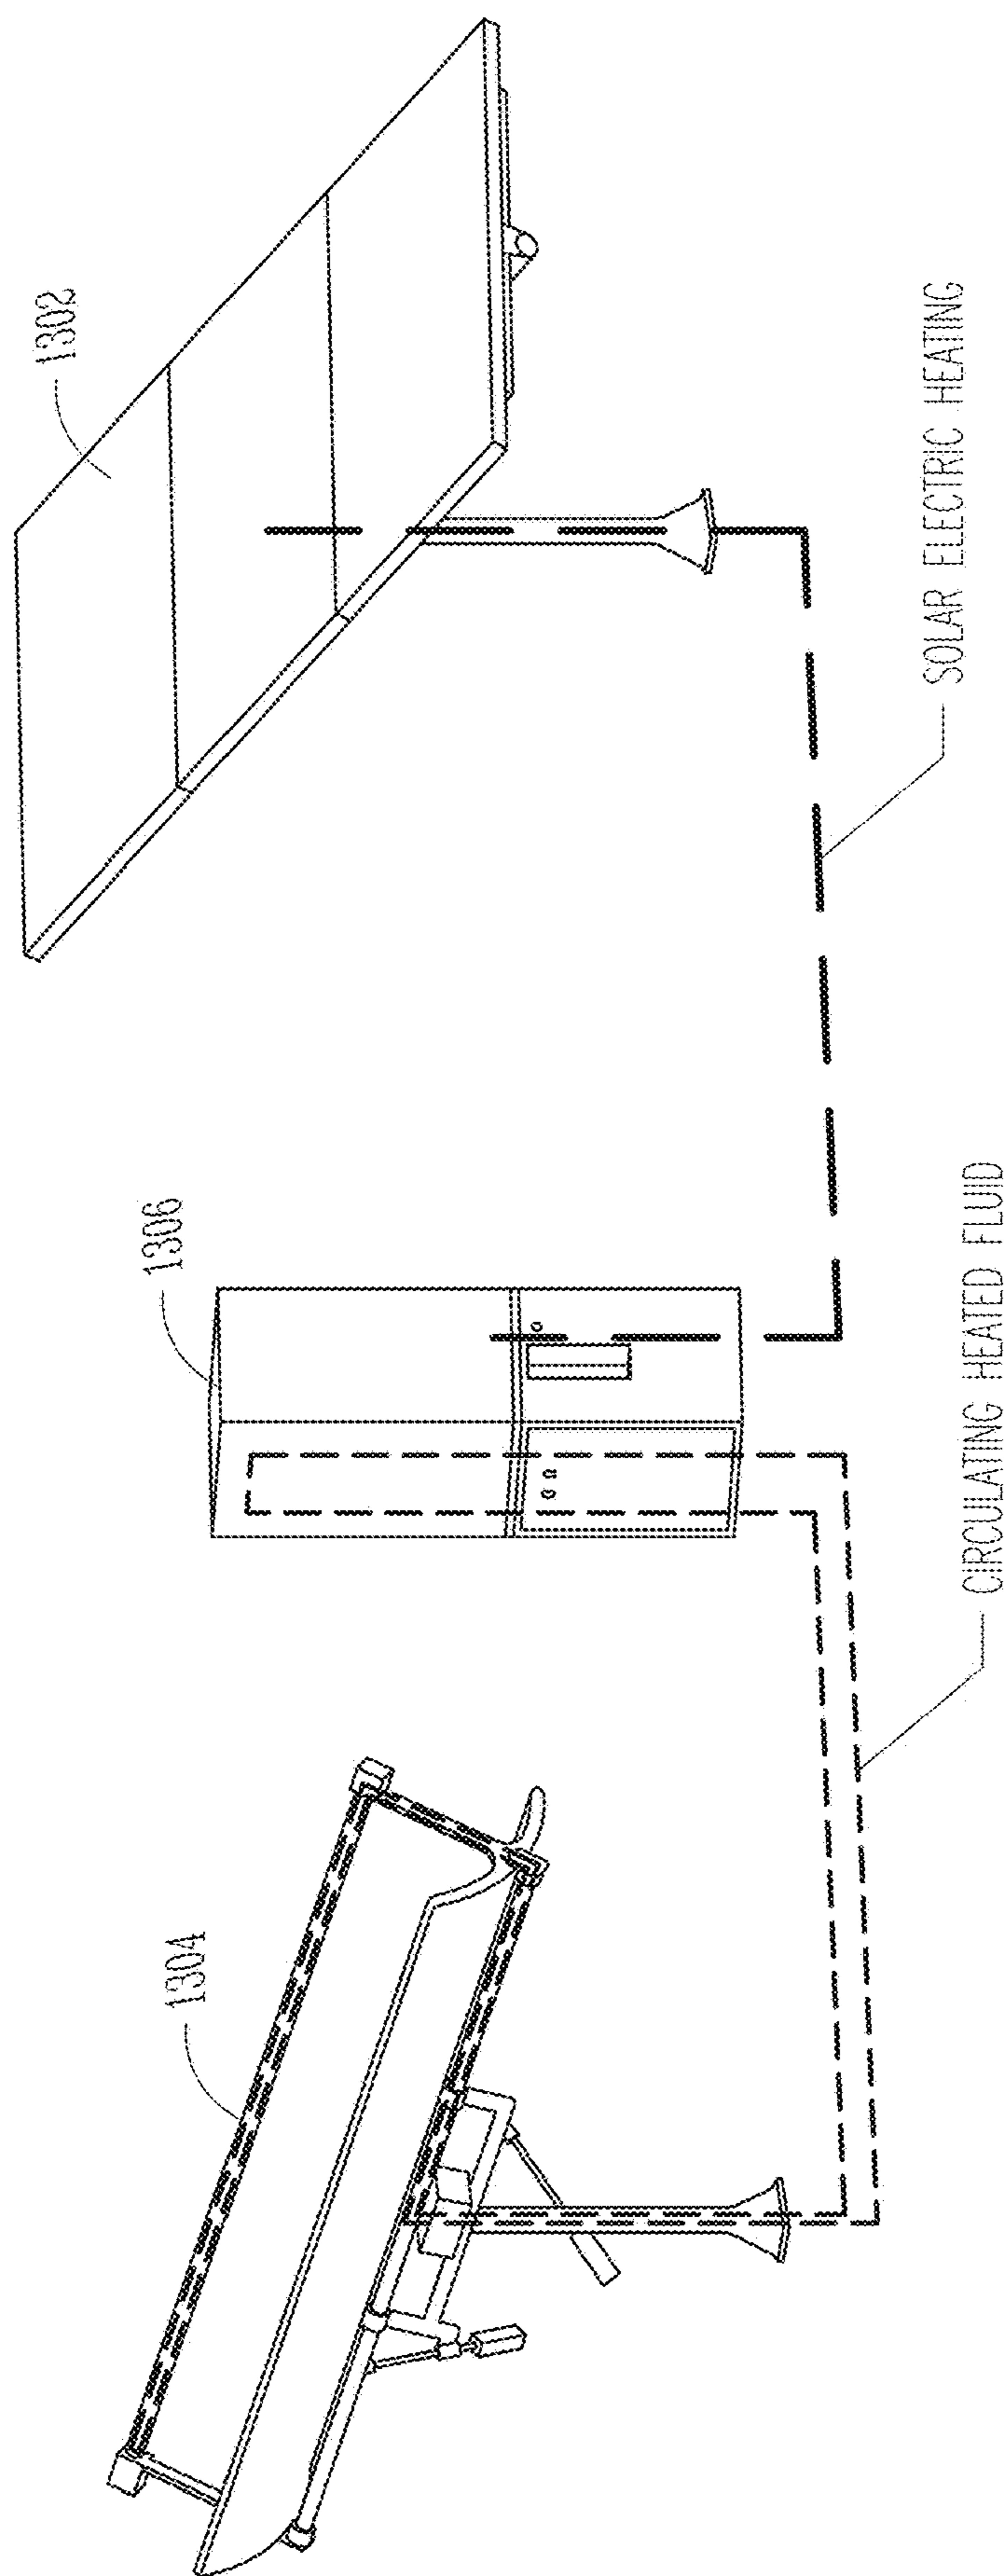 1302
1306
1304
SOLAR ELECTRIC HEATING
CIRCULATING HEATED FLUID